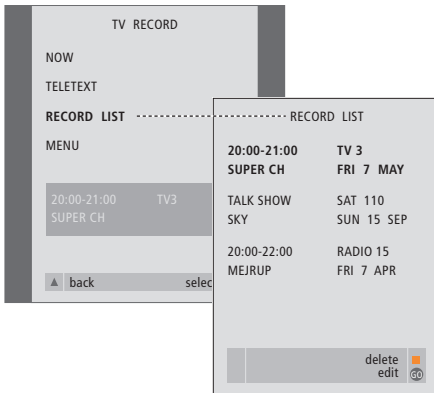 TV RECORD
NOW
TELETEXT
RECORD LIST
MENU
20:00-21:00 TV3
SUPER CH
back selec
RECORD LIST
20:00-21:00 TV 3
SUPER CH FRI 7 MAY
TALK SHOW SAT 110
SKY SUN 15 SEP
20:00-22:00 RADIO 15
MEJRUP FRI 7 APR
delete
edit GO